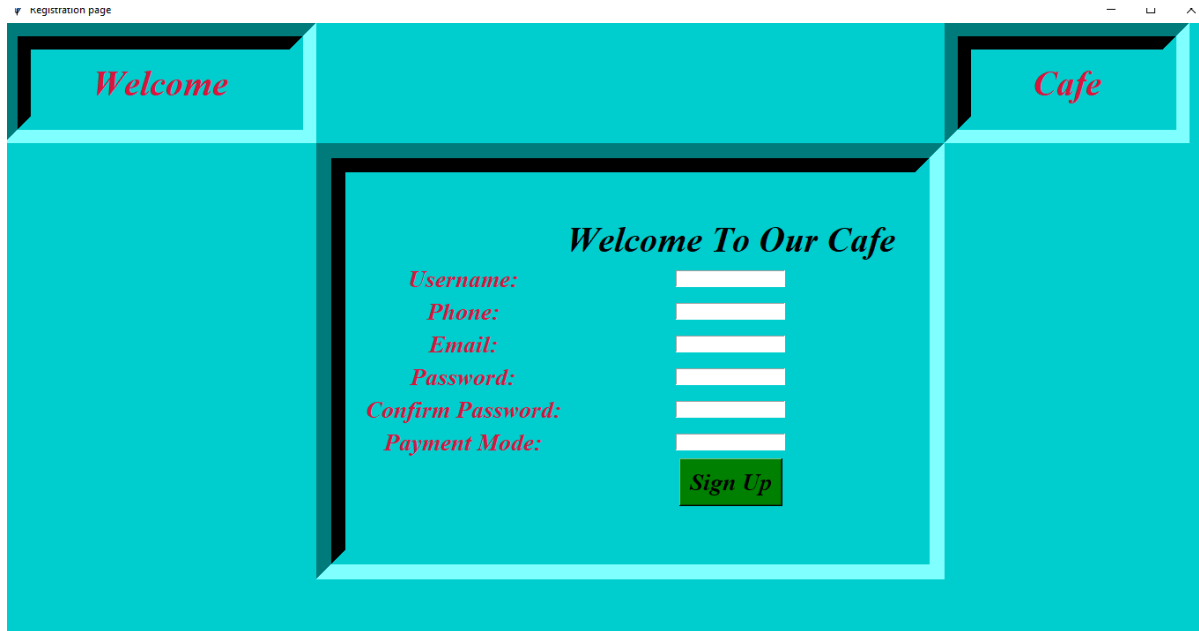 Registration page
Welcome
Cafe
Welcome To Our Cafe
Username:
Phone:
Email:
Password:
Confirm Password:
Payment Mode:
Sign Up